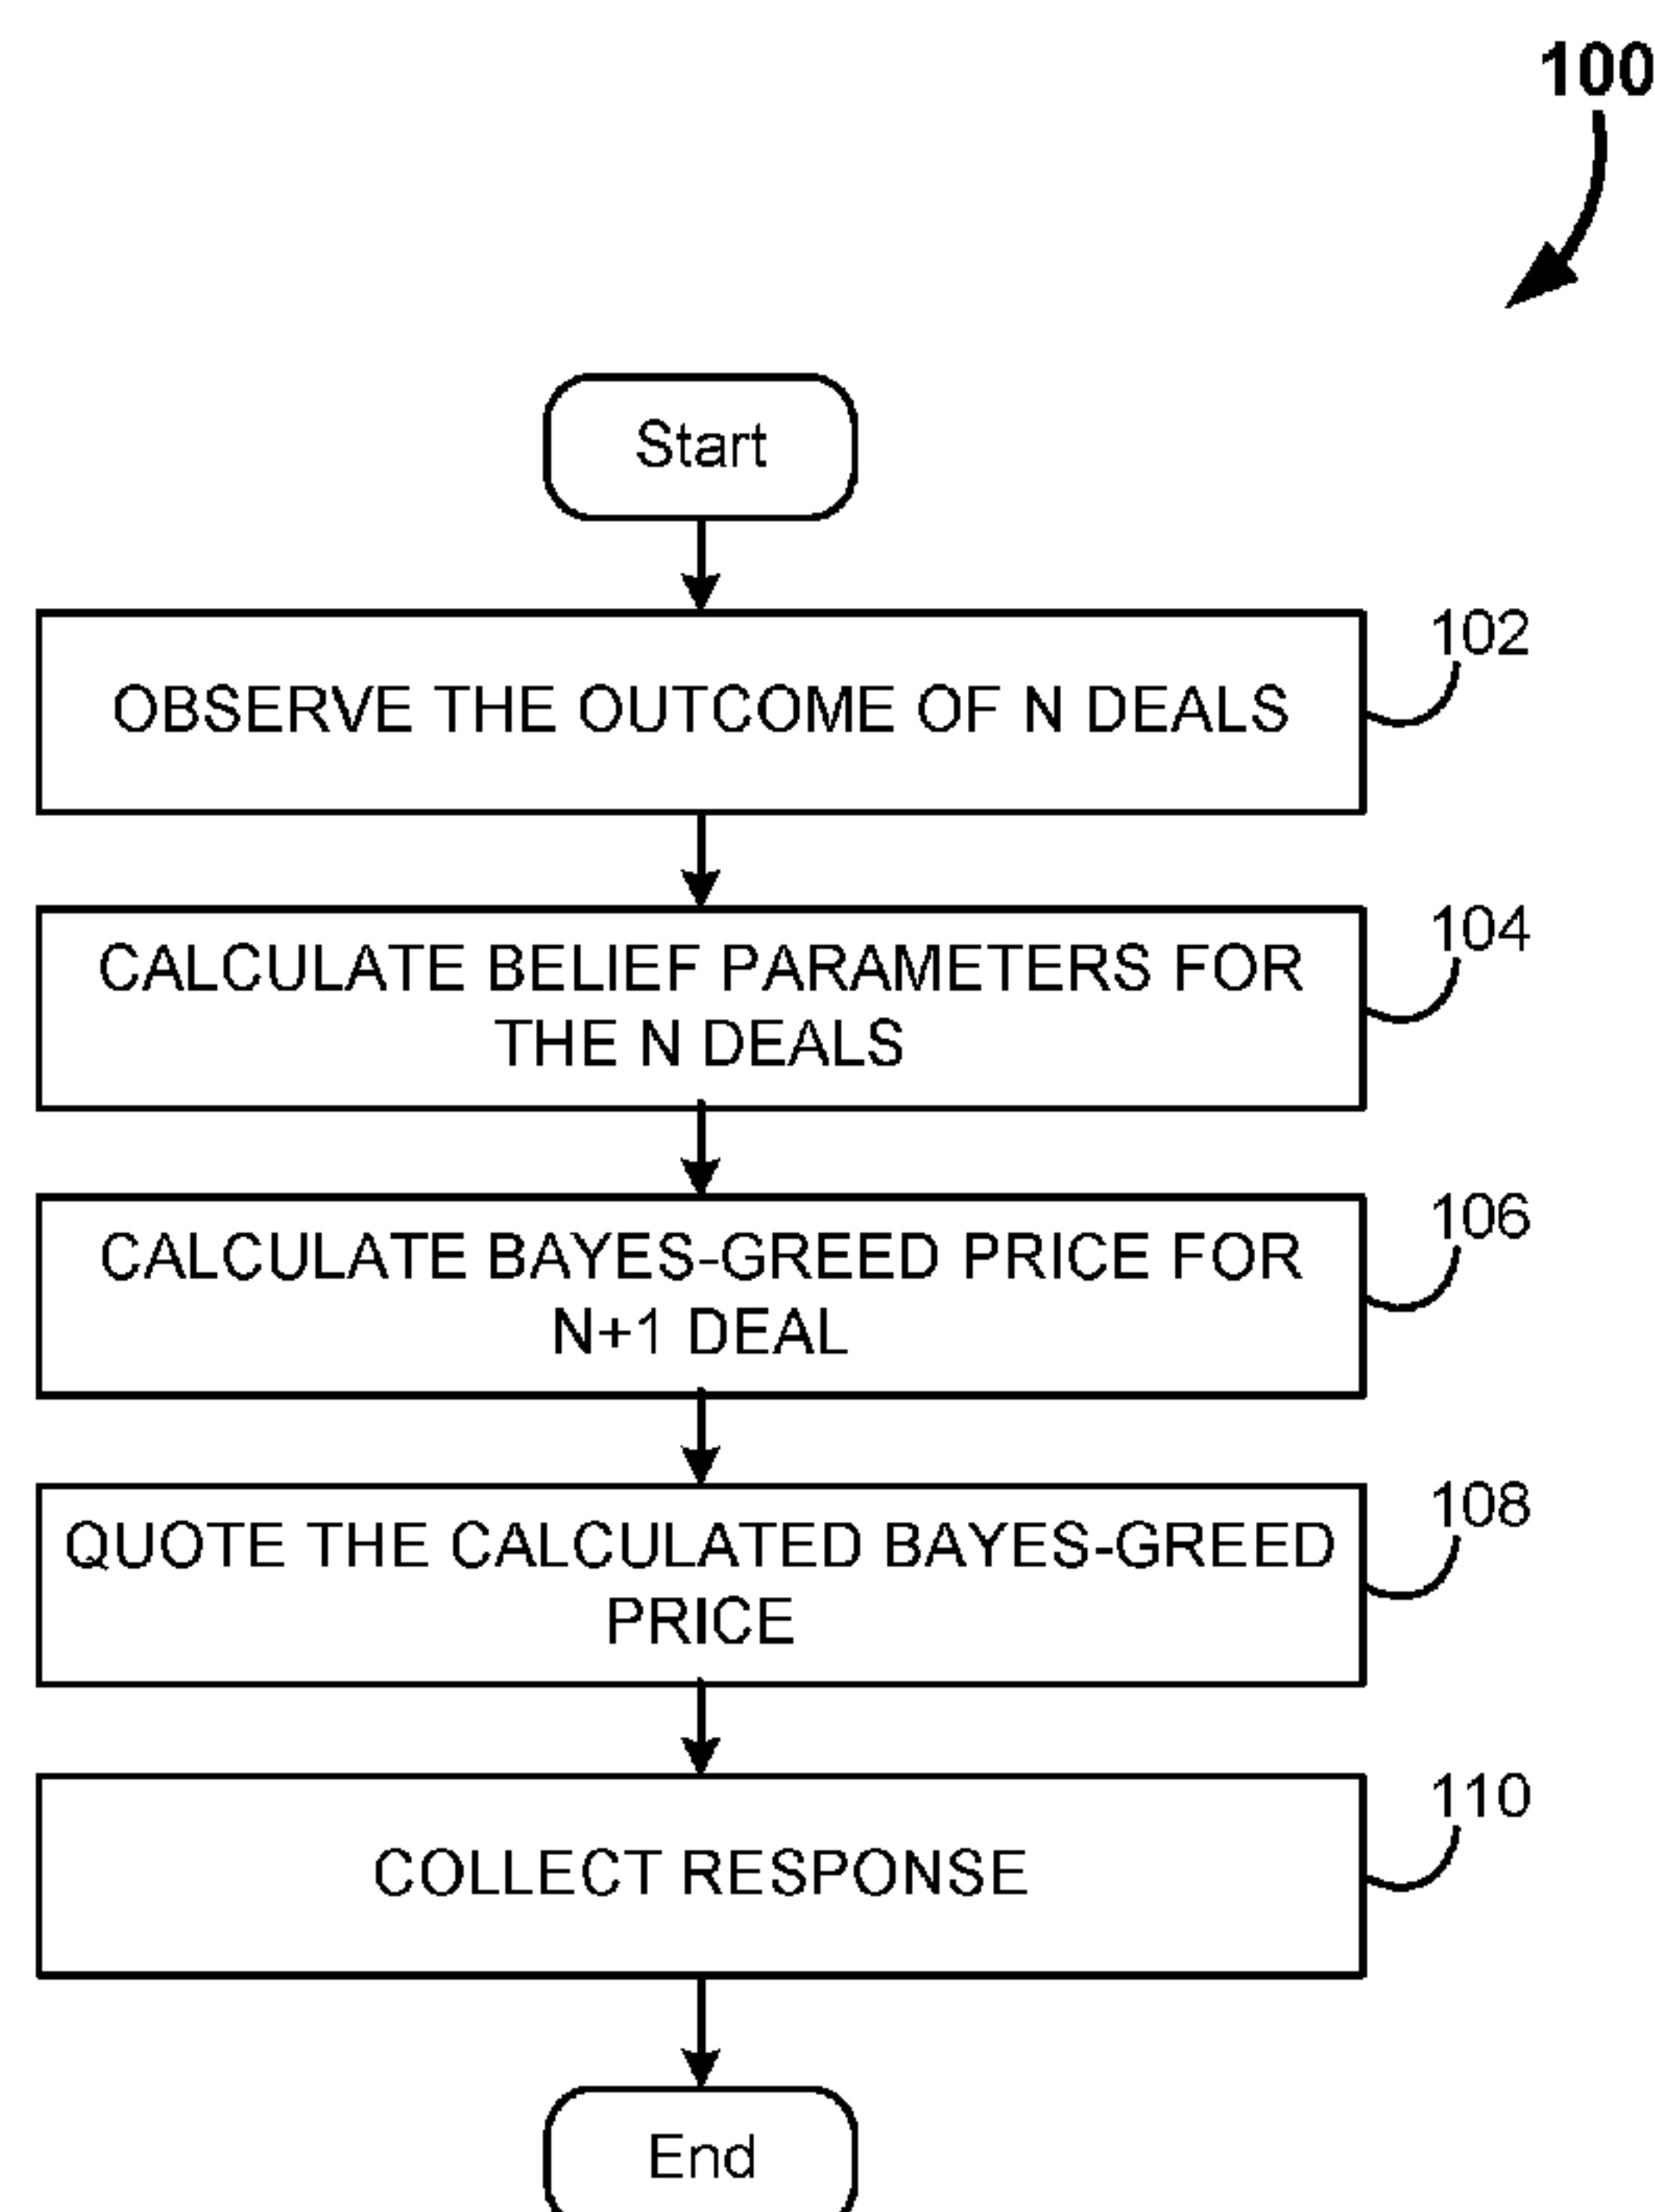 100
Start
OBSERVE THE OUTCOME OF N DEALS
102
CALCULATE BELIEF PARAMETERS FOR
THE N DEALS
104
CALCULATE BAYES-GREED PRICE FOR
N+1 DEAL
106
QUOTE THE CALCULATED BAYES-GREED
PRICE
108
COLLECT RESPONSE
110
End